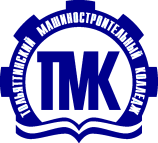 ТОЛЬЯТТИНСКИЙ МАШИНОСТРОИТЕЛЬНЫЙ КОЛЛЕДЖ
ТМК